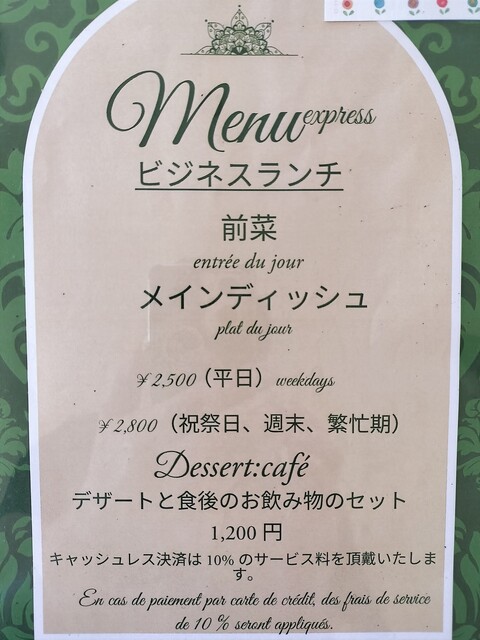 Menu express
ビジネスランチ
前菜
entrée du jour
メインディッシュ
plat du jour
¥ 2,500（平日）weekdays
¥ 2,800（祝祭日、週末、繁忙期）
Dessert:café
デザートと食後のお飲み物のセット
1,200 円
キャッシュレス決済は 10% のサービス料を頂戴いたしま
す。
En cas de paiement par carte de crédit, des frais de service
de 10 % seront appliqués.